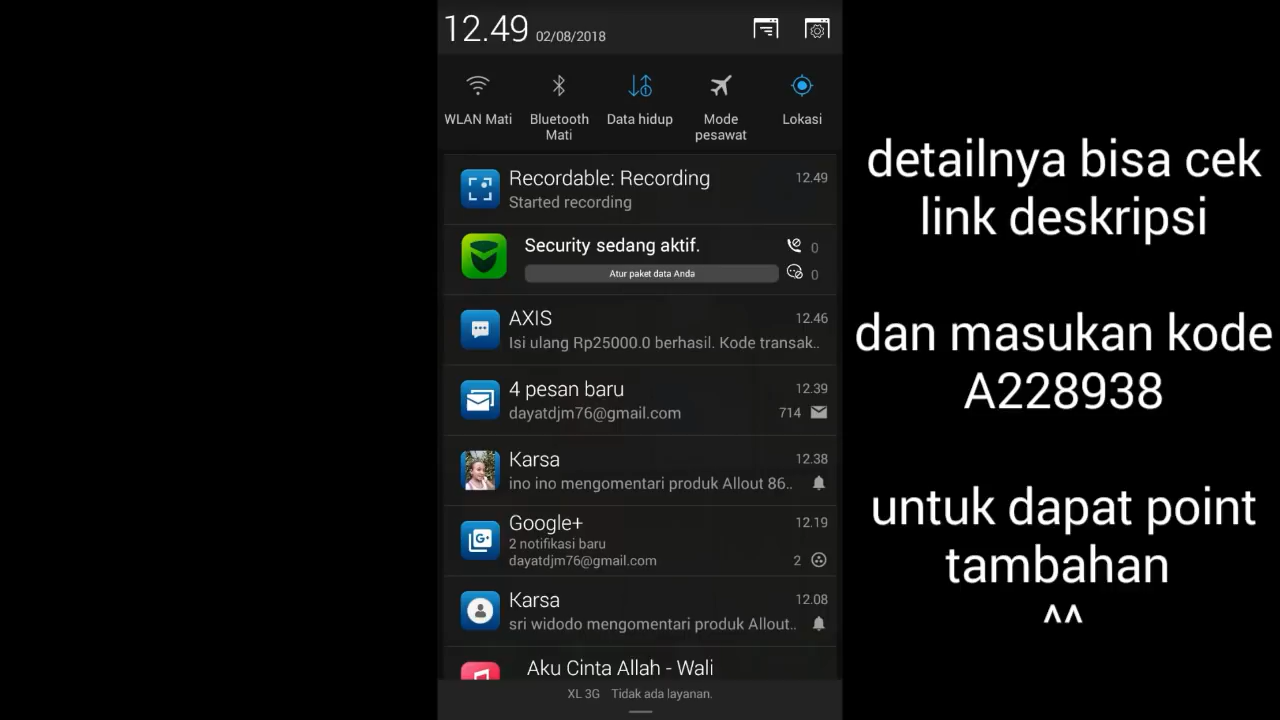 12.49 02/08/2018
WLAN Mati
Bluetooth
Mati
Data hidup
Mode
pesawat
Lokasi
Recordable: Recording 12.49
Started recording
Security sedang aktif. 0
Atur paket data Anda 0
AXIS 12.46
Isi ulang Rp25000.0 berhasil. Kode transak..
4 pesan baru 12.39
dayatdjm76@gmail.com 714
Karsa 12.38
ino ino mengomentari produk Allout 86..
Google+ 12.19
2 notifikasi baru
dayatdjm76@gmail.com 2
Karsa 12.08
sri widodo mengomentari produk Allout..
Aku Cinta Allah - Wali
XL 3G Tidak ada layanan.
detailnya bisa cek
link deskripsi
dan masukan kode
A228938
untuk dapat point
tambahan
^^